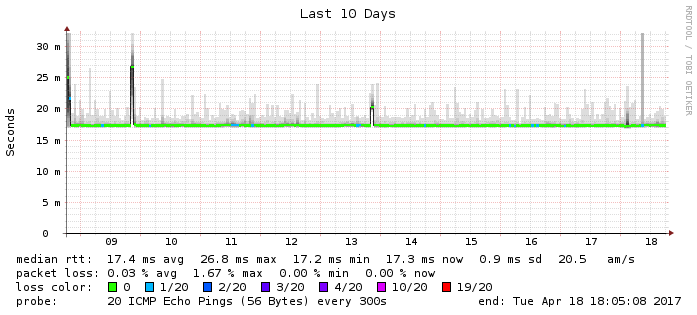 Last 10 Days
RRDTOOL / TOBI OETIKER
Seconds
30 m
25 m
20 m
15 m
10 m
5 m
0
09 10 11 12 13 14 15 16 17 18
median rtt: 17.4 ms avg 26.8 ms max 17.2 ms min 17.3 ms now 0.9 ms sd 20.5 am/s
packet loss: 0.03 % avg 1.67 % max 0.00 % min 0.00 % now
loss color: 0 1/20 2/20 3/20 4/20 10/20 19/20
probe: 20 ICMP Echo Pings (56 Bytes) every 300s end: Tue Apr 18 18:05:08 2017